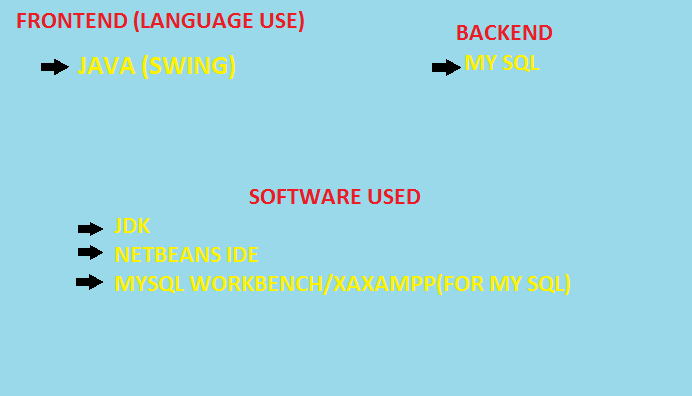 FRONTEND (LANGUAGE USE)
JAVA (SWING)
BACKEND
MY SQL
SOFTWARE USED
JDK
NETBEANS IDE
MYSQL WORKBENCH/XAXAMPP(FOR MY SQL)